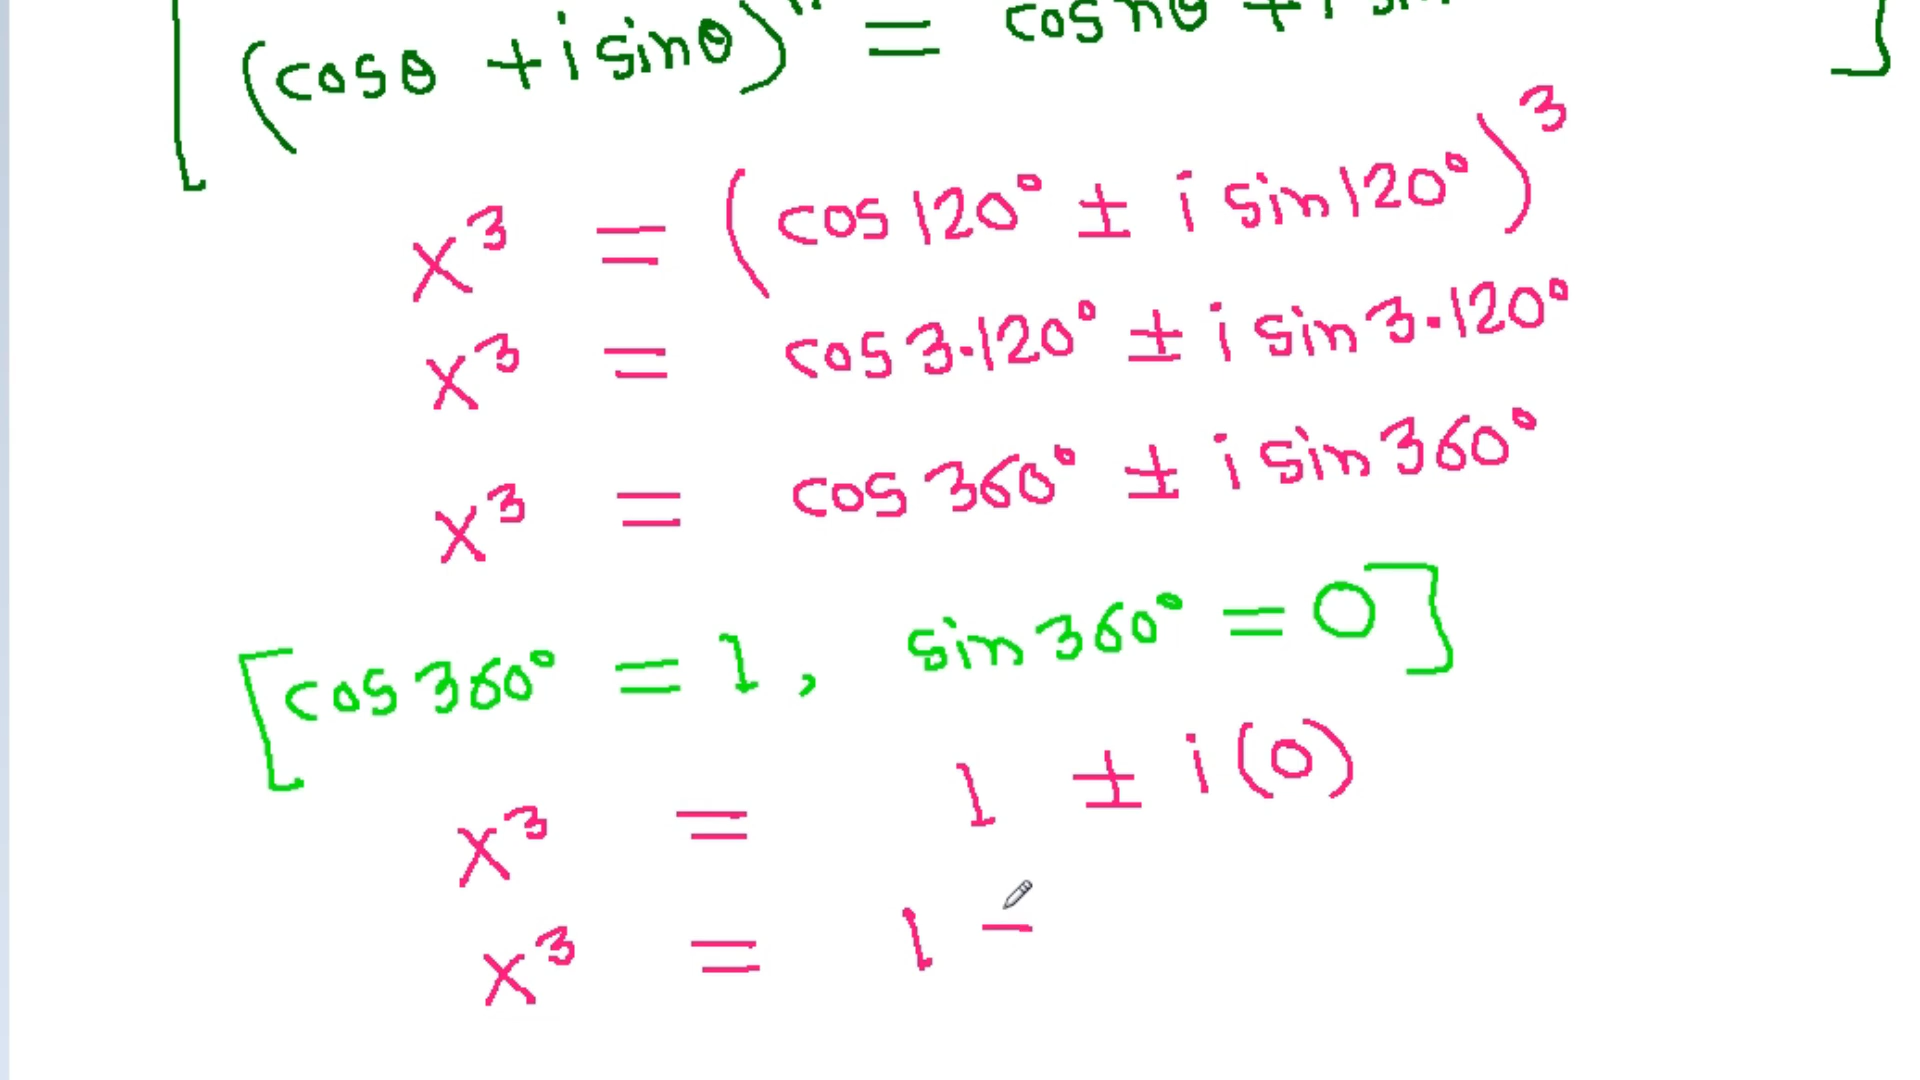 (cosθ + i sinθ) = cos nθ + i
x³ = (cos 120° ± i sin 120°)³
x³ = cos 3·120° ± i sin 3·120°
x³ = cos 360° ± i sin 360°
[cos 360° = 1, sin 360° = 0]
x³ = 1 ± i(0)
x³ = 1 –